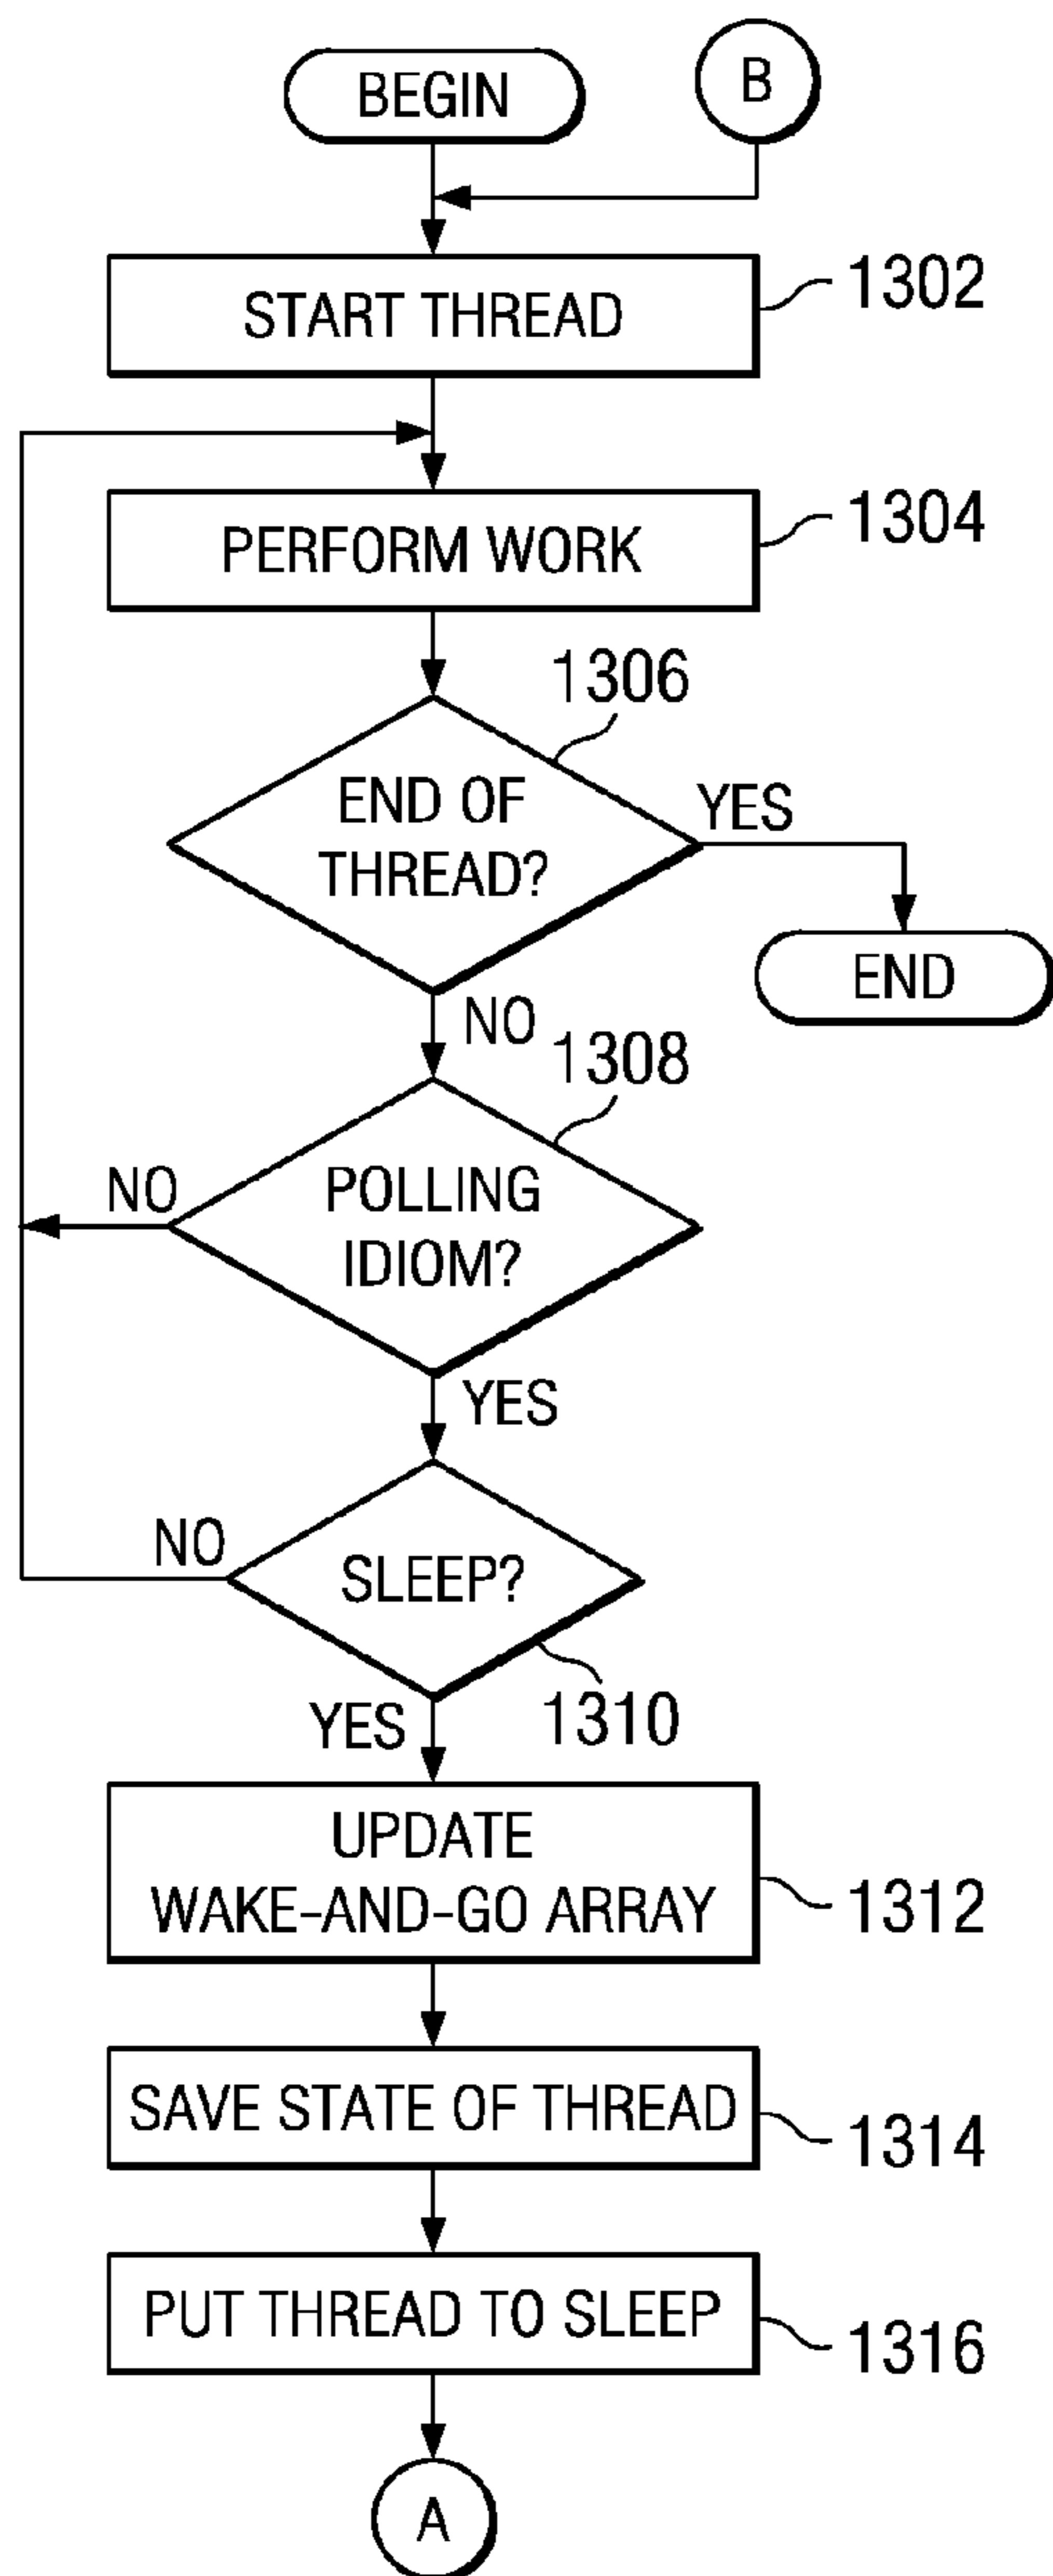 BEGIN
B
START THREAD
1302
PERFORM WORK
1304
1306
END OF
THREAD?
YES
END
NO
1308
NO
POLLING
IDIOM?
YES
NO
SLEEP?
1310
YES
UPDATE
WAKE-AND-GO ARRAY
1312
SAVE STATE OF THREAD
1314
PUT THREAD TO SLEEP
1316
A